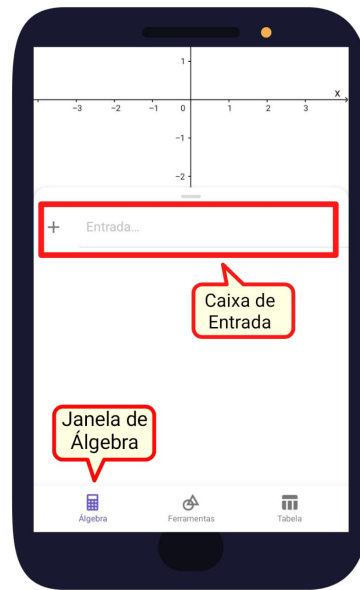 1
x
-3 -2 -1 0 1 2 3
-1
-2
+ Entrada...
Caixa de
Entrada
Janela de
Álgebra
Álgebra Ferramentas Tabela